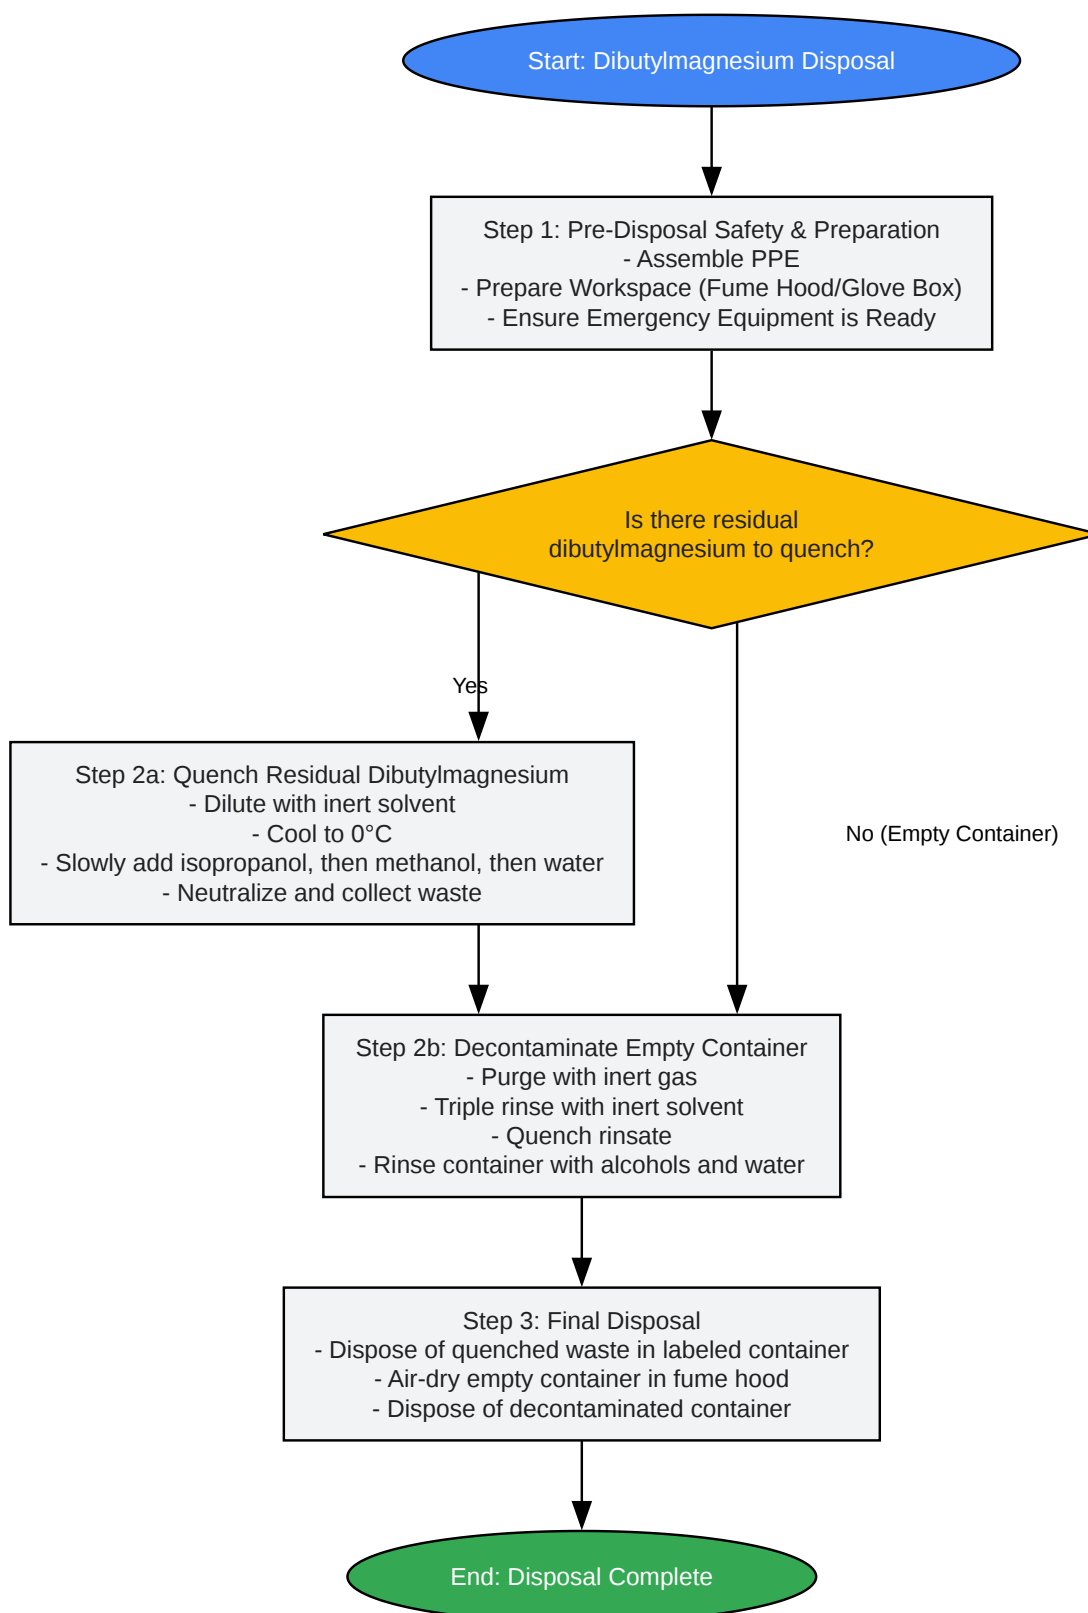 Start: Dibutylmagnesium Disposal
Step 1: Pre-Disposal Safety & Preparation
- Assemble PPE
- Prepare Workspace (Fume Hood/Glove Box)
- Ensure Emergency Equipment is Ready
Is there residual
dibutylmagnesium to quench?
Yes
Step 2a: Quench Residual Dibutylmagnesium
- Dilute with inert solvent
- Cool to 0°C
- Slowly add isopropanol, then methanol, then water
- Neutralize and collect waste
No (Empty Container)
Step 2b: Decontaminate Empty Container
- Purge with inert gas
- Triple rinse with inert solvent
- Quench rinsate
- Rinse container with alcohols and water
Step 3: Final Disposal
- Dispose of quenched waste in labeled container
- Air-dry empty container in fume hood
- Dispose of decontaminated container
End: Disposal Complete